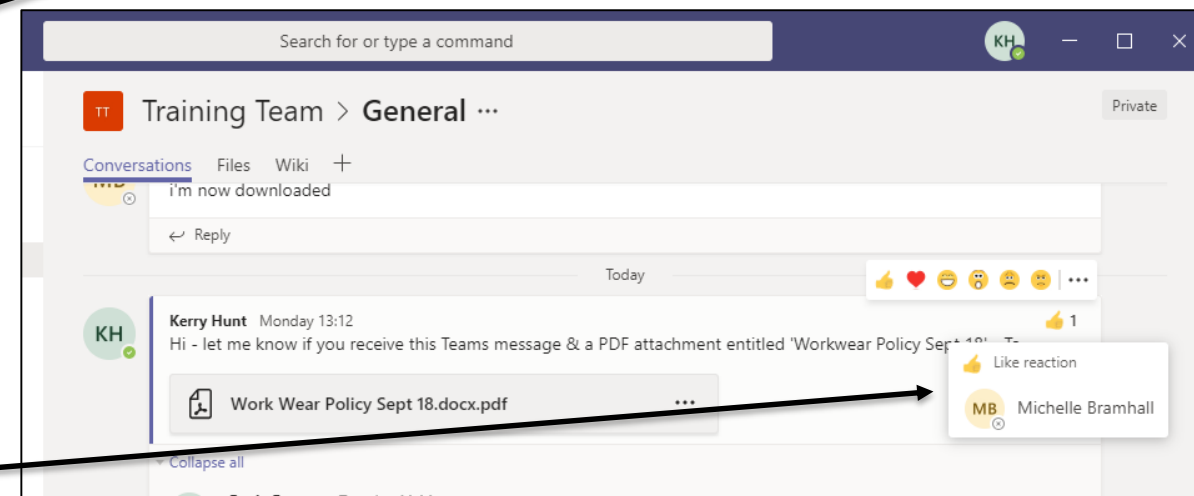 Search for or type a command
KH
TT
Training Team > General ...
Private
Conversations Files Wiki +
MB
i'm now downloaded
Reply
Today
KH
Kerry Hunt Monday 13:12
1
Hi - let me know if you receive this Teams message & a PDF attachment entitled 'Workwear Policy Sept 18'
Like reaction
Work Wear Policy Sept 18.docx.pdf ...
MB Michelle Bramhall
Collapse all